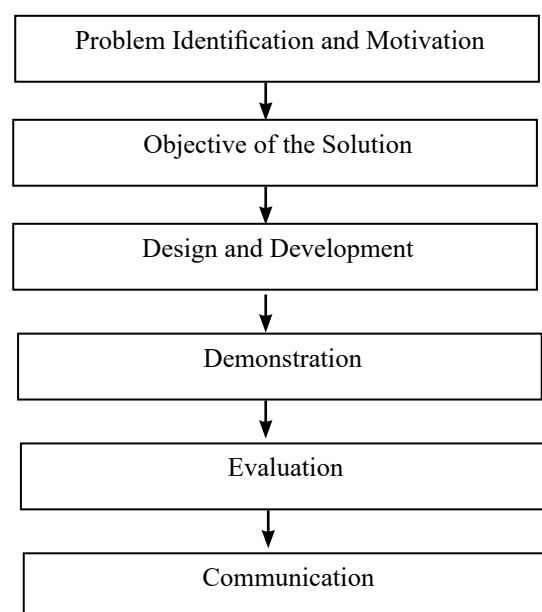 Problem Identification and Motivation
Objective of the Solution
Design and Development
Demonstration
Evaluation
Communication